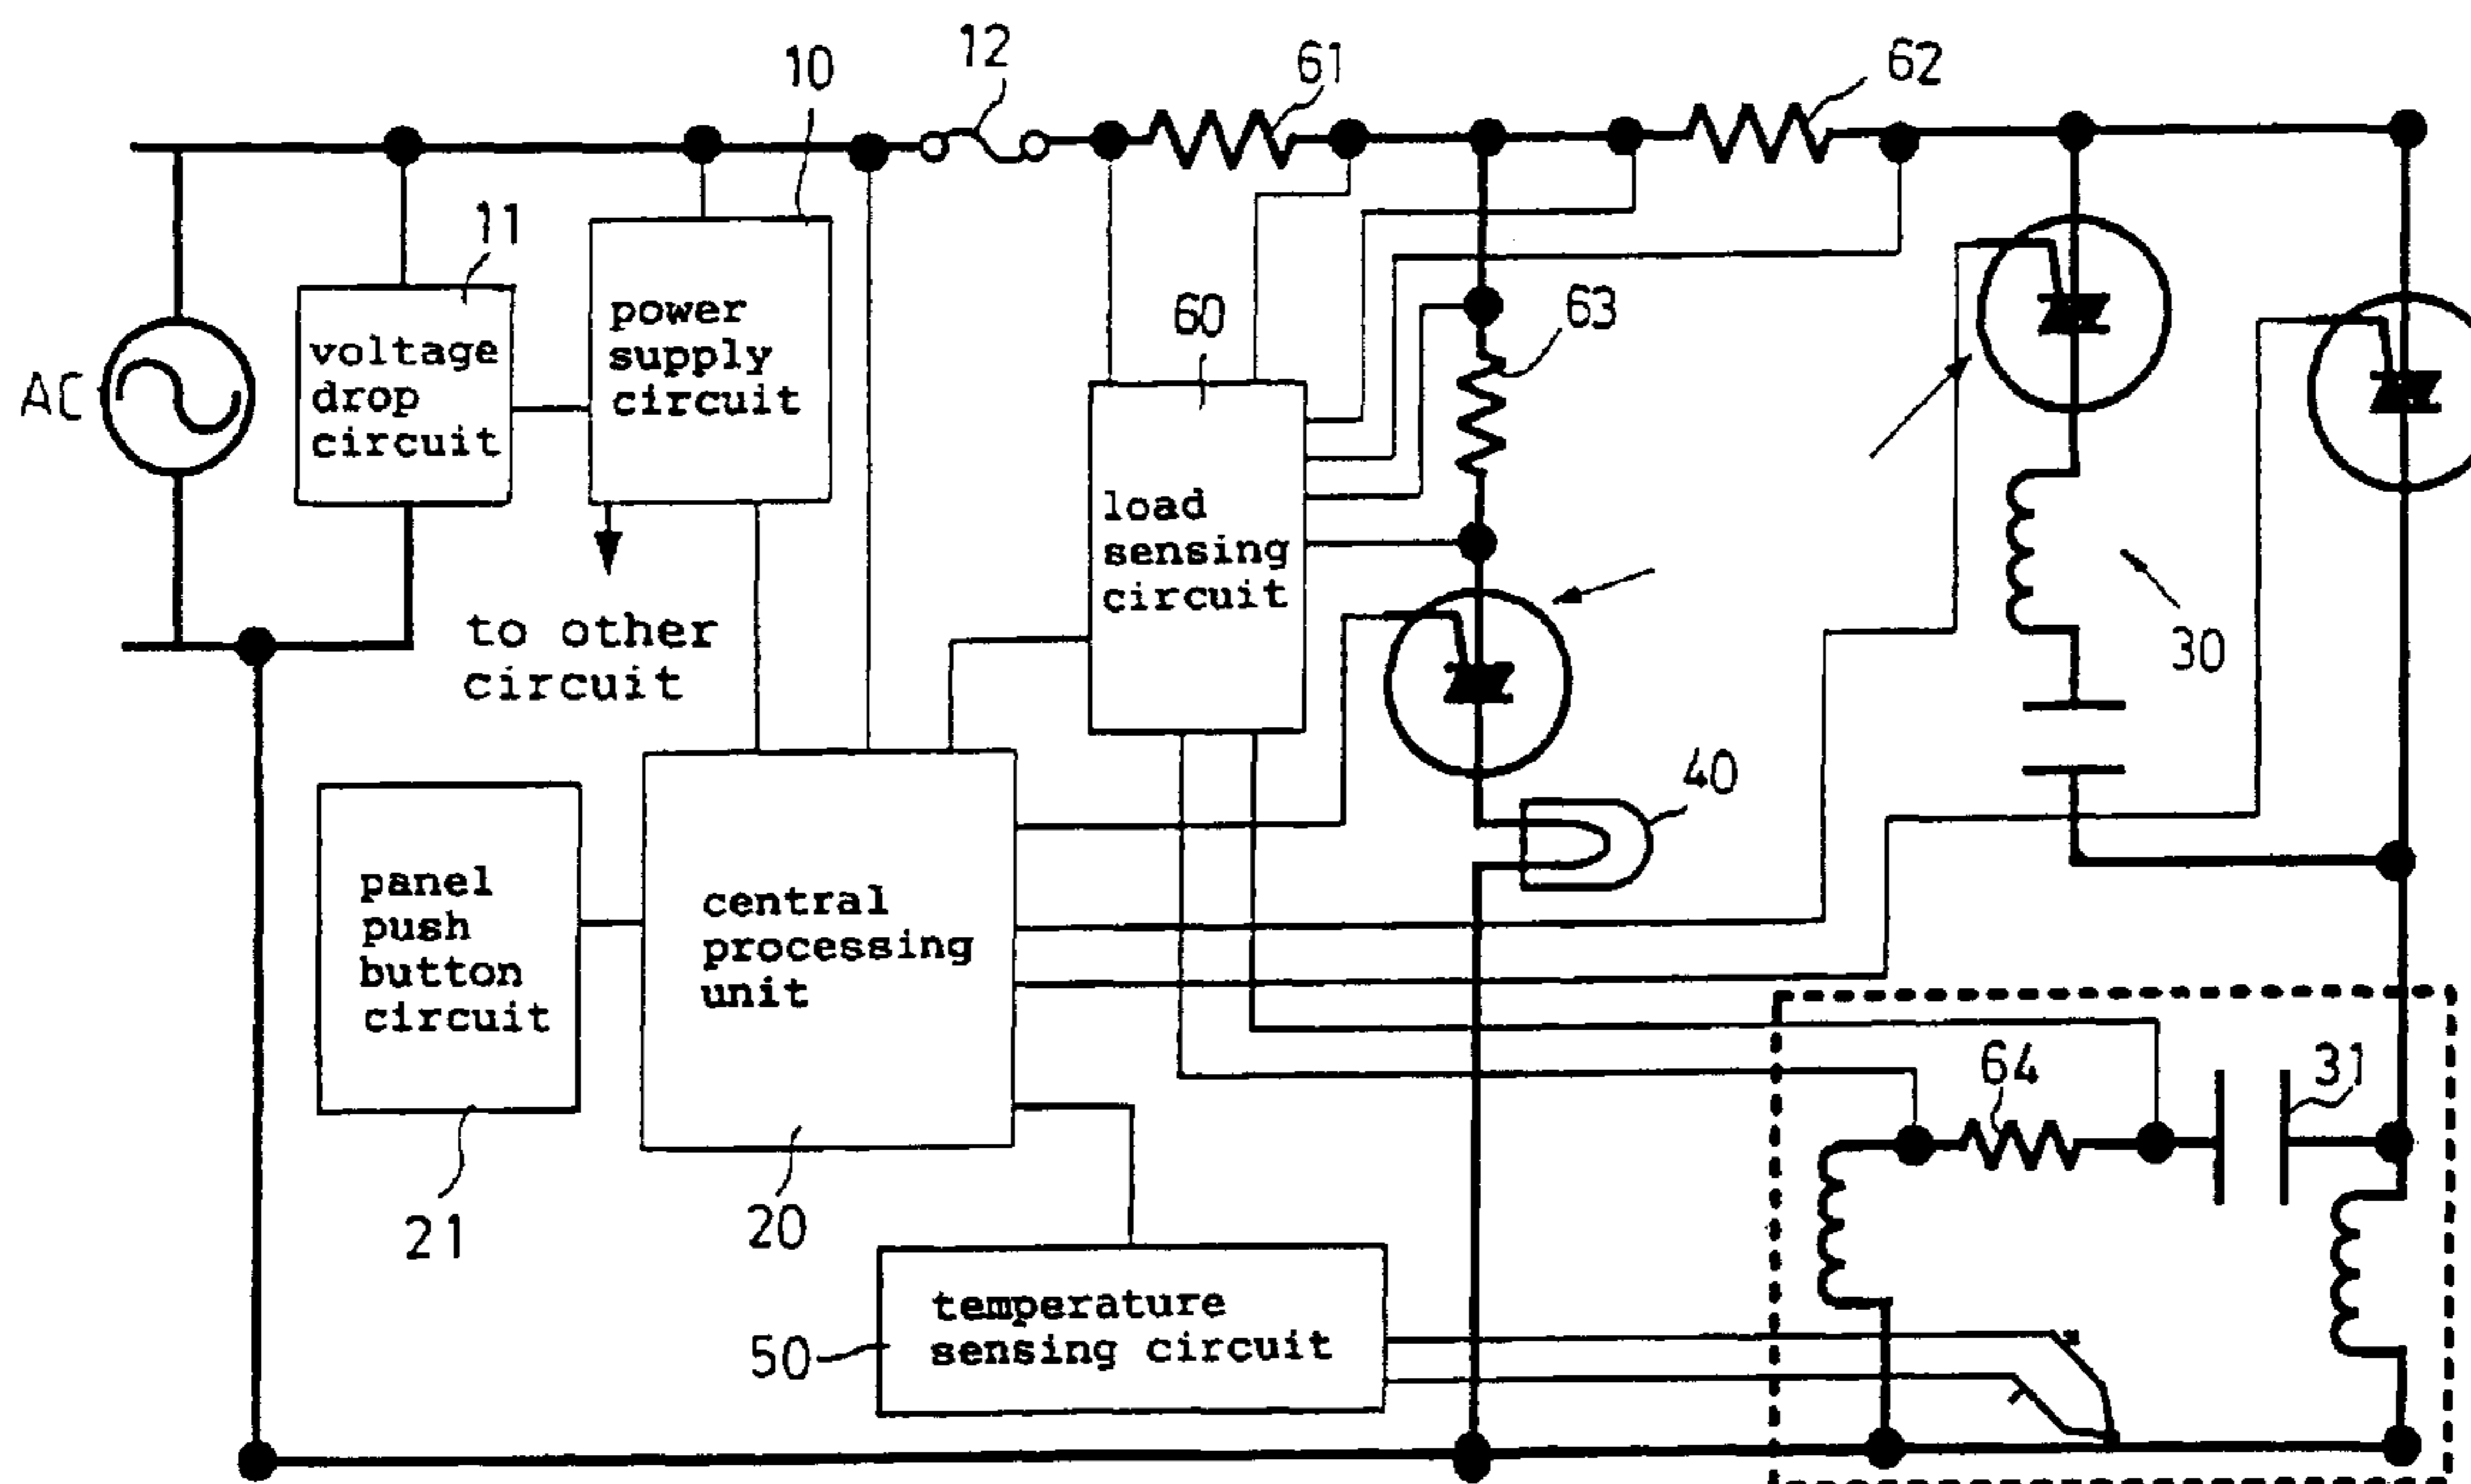 12
61
62
10
11
power
supply
circuit
voltage
drop
circuit
AC
60
63
load
sensing
circuit
to other
circuit
30
40
panel
push
button
circuit
central
processing
unit
64
31
21
20
temperature
sensing circuit
50